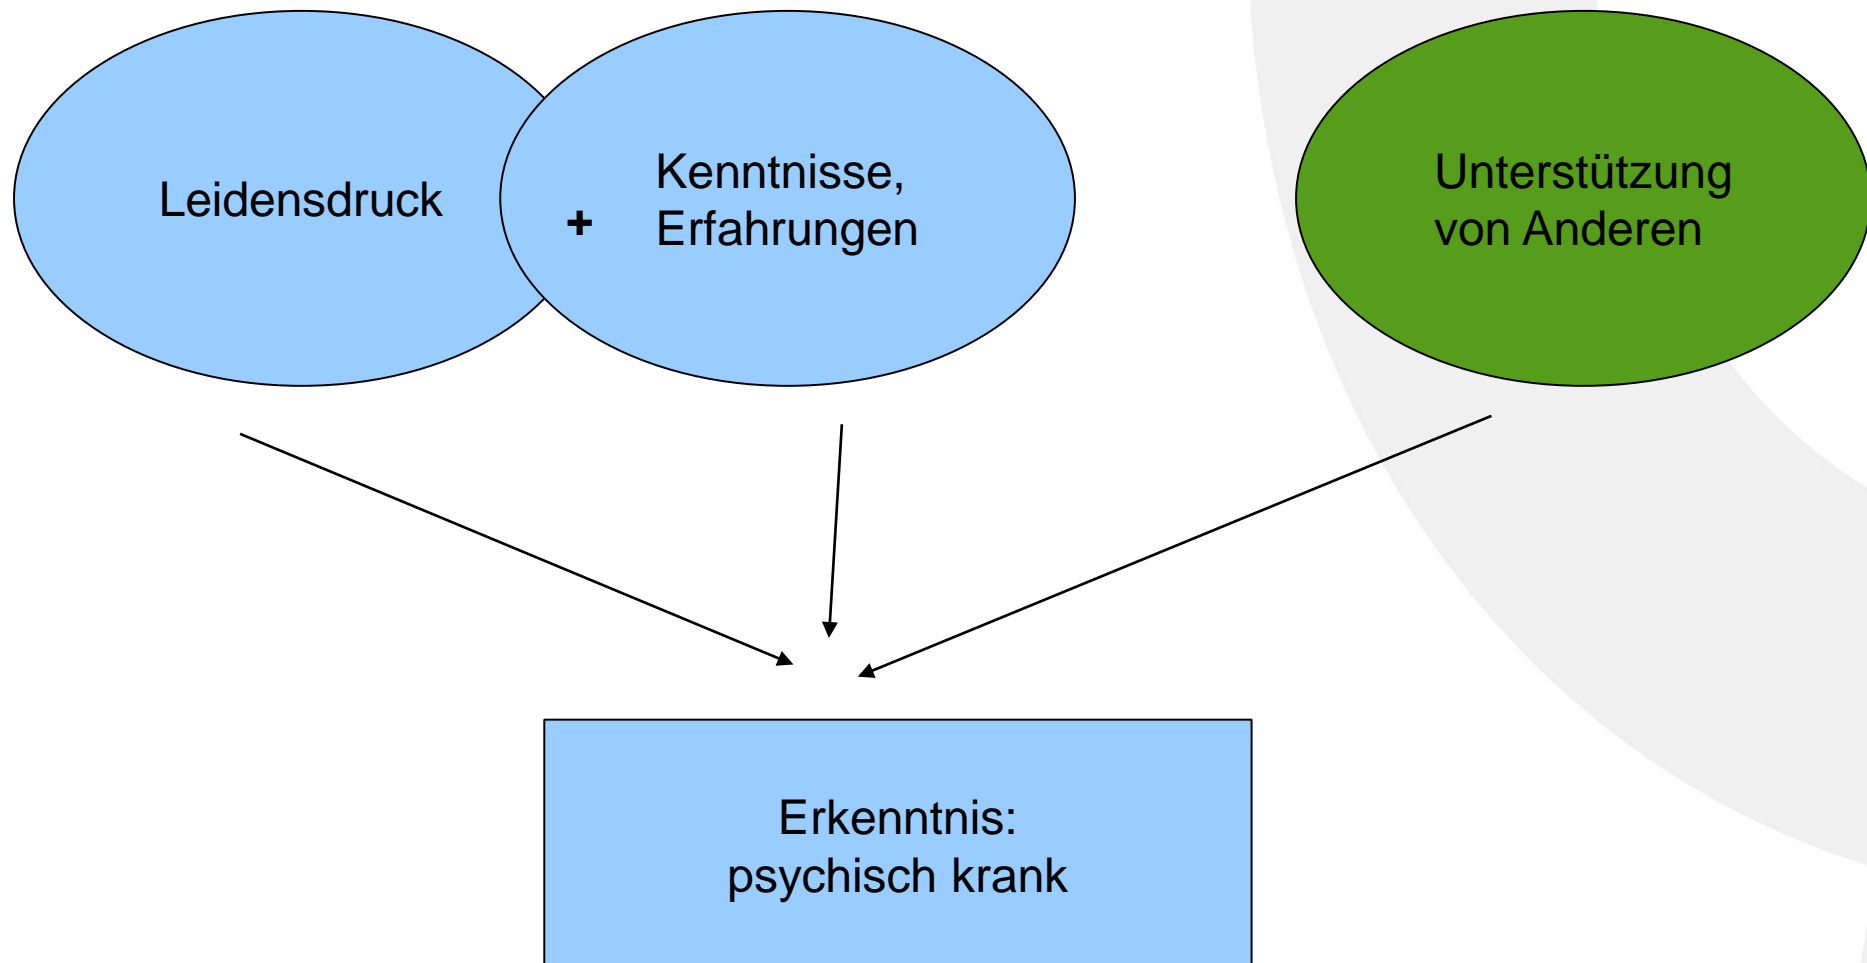 Leidensdruck
+
Kenntnisse,
Erfahrungen
Unterstützung
von Anderen
Erkenntnis:
psychisch krank